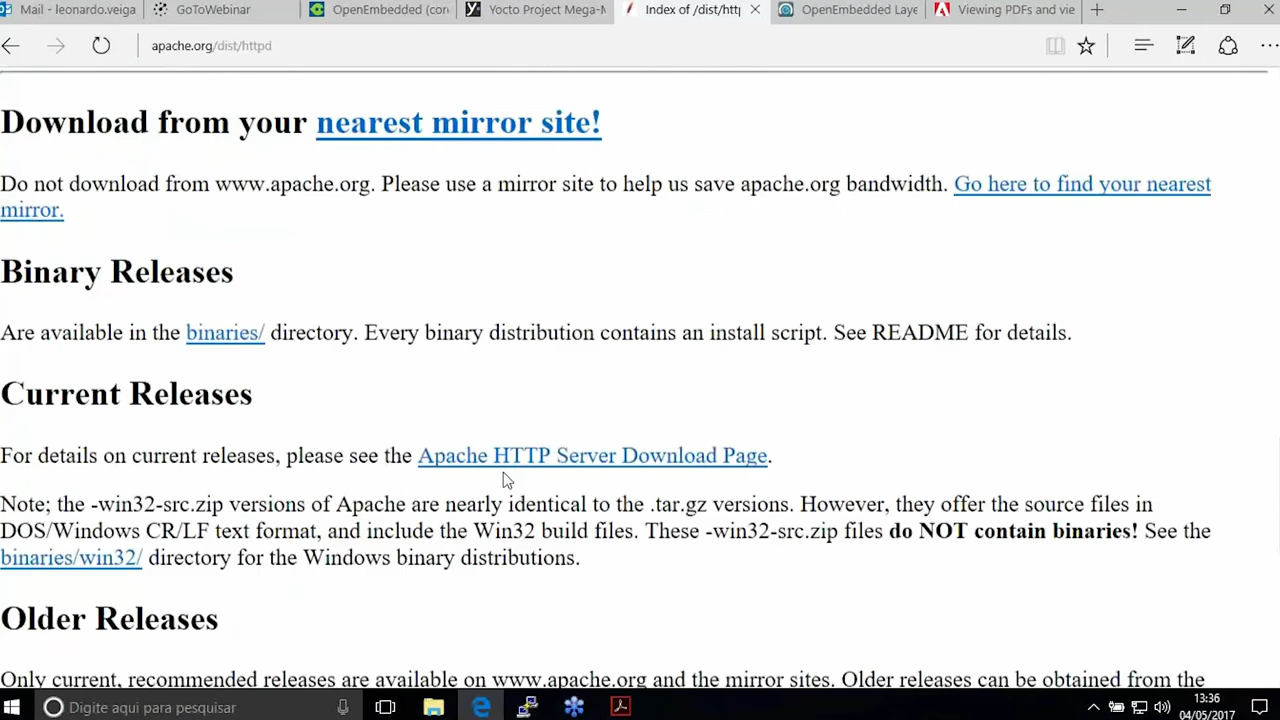 Mail - leonardo.veiga
GoToWebinar
OpenEmbedded (cor
Yocto Project Mega-M
Index of /dist/http
OpenEmbedded Laye
Viewing PDFs and vie
apache.org/dist/httpd
Download from your nearest mirror site!
Do not download from www.apache.org. Please use a mirror site to help us save apache.org bandwidth. Go here to find your nearest
mirror.
Binary Releases
Are available in the binaries/ directory. Every binary distribution contains an install script. See README for details.
Current Releases
For details on current releases, please see the Apache HTTP Server Download Page.
Note; the -win32-src.zip versions of Apache are nearly identical to the .tar.gz versions. However, they offer the source files in
DOS/Windows CR/LF text format, and include the Win32 build files. These -win32-src.zip files do NOT contain binaries! See the
binaries/win32/ directory for the Windows binary distributions.
Older Releases
Only current, recommended releases are available on www.apache.org and the mirror sites. Older releases can be obtained from the
Digite aqui para pesquisar
13:36
04/05/2017